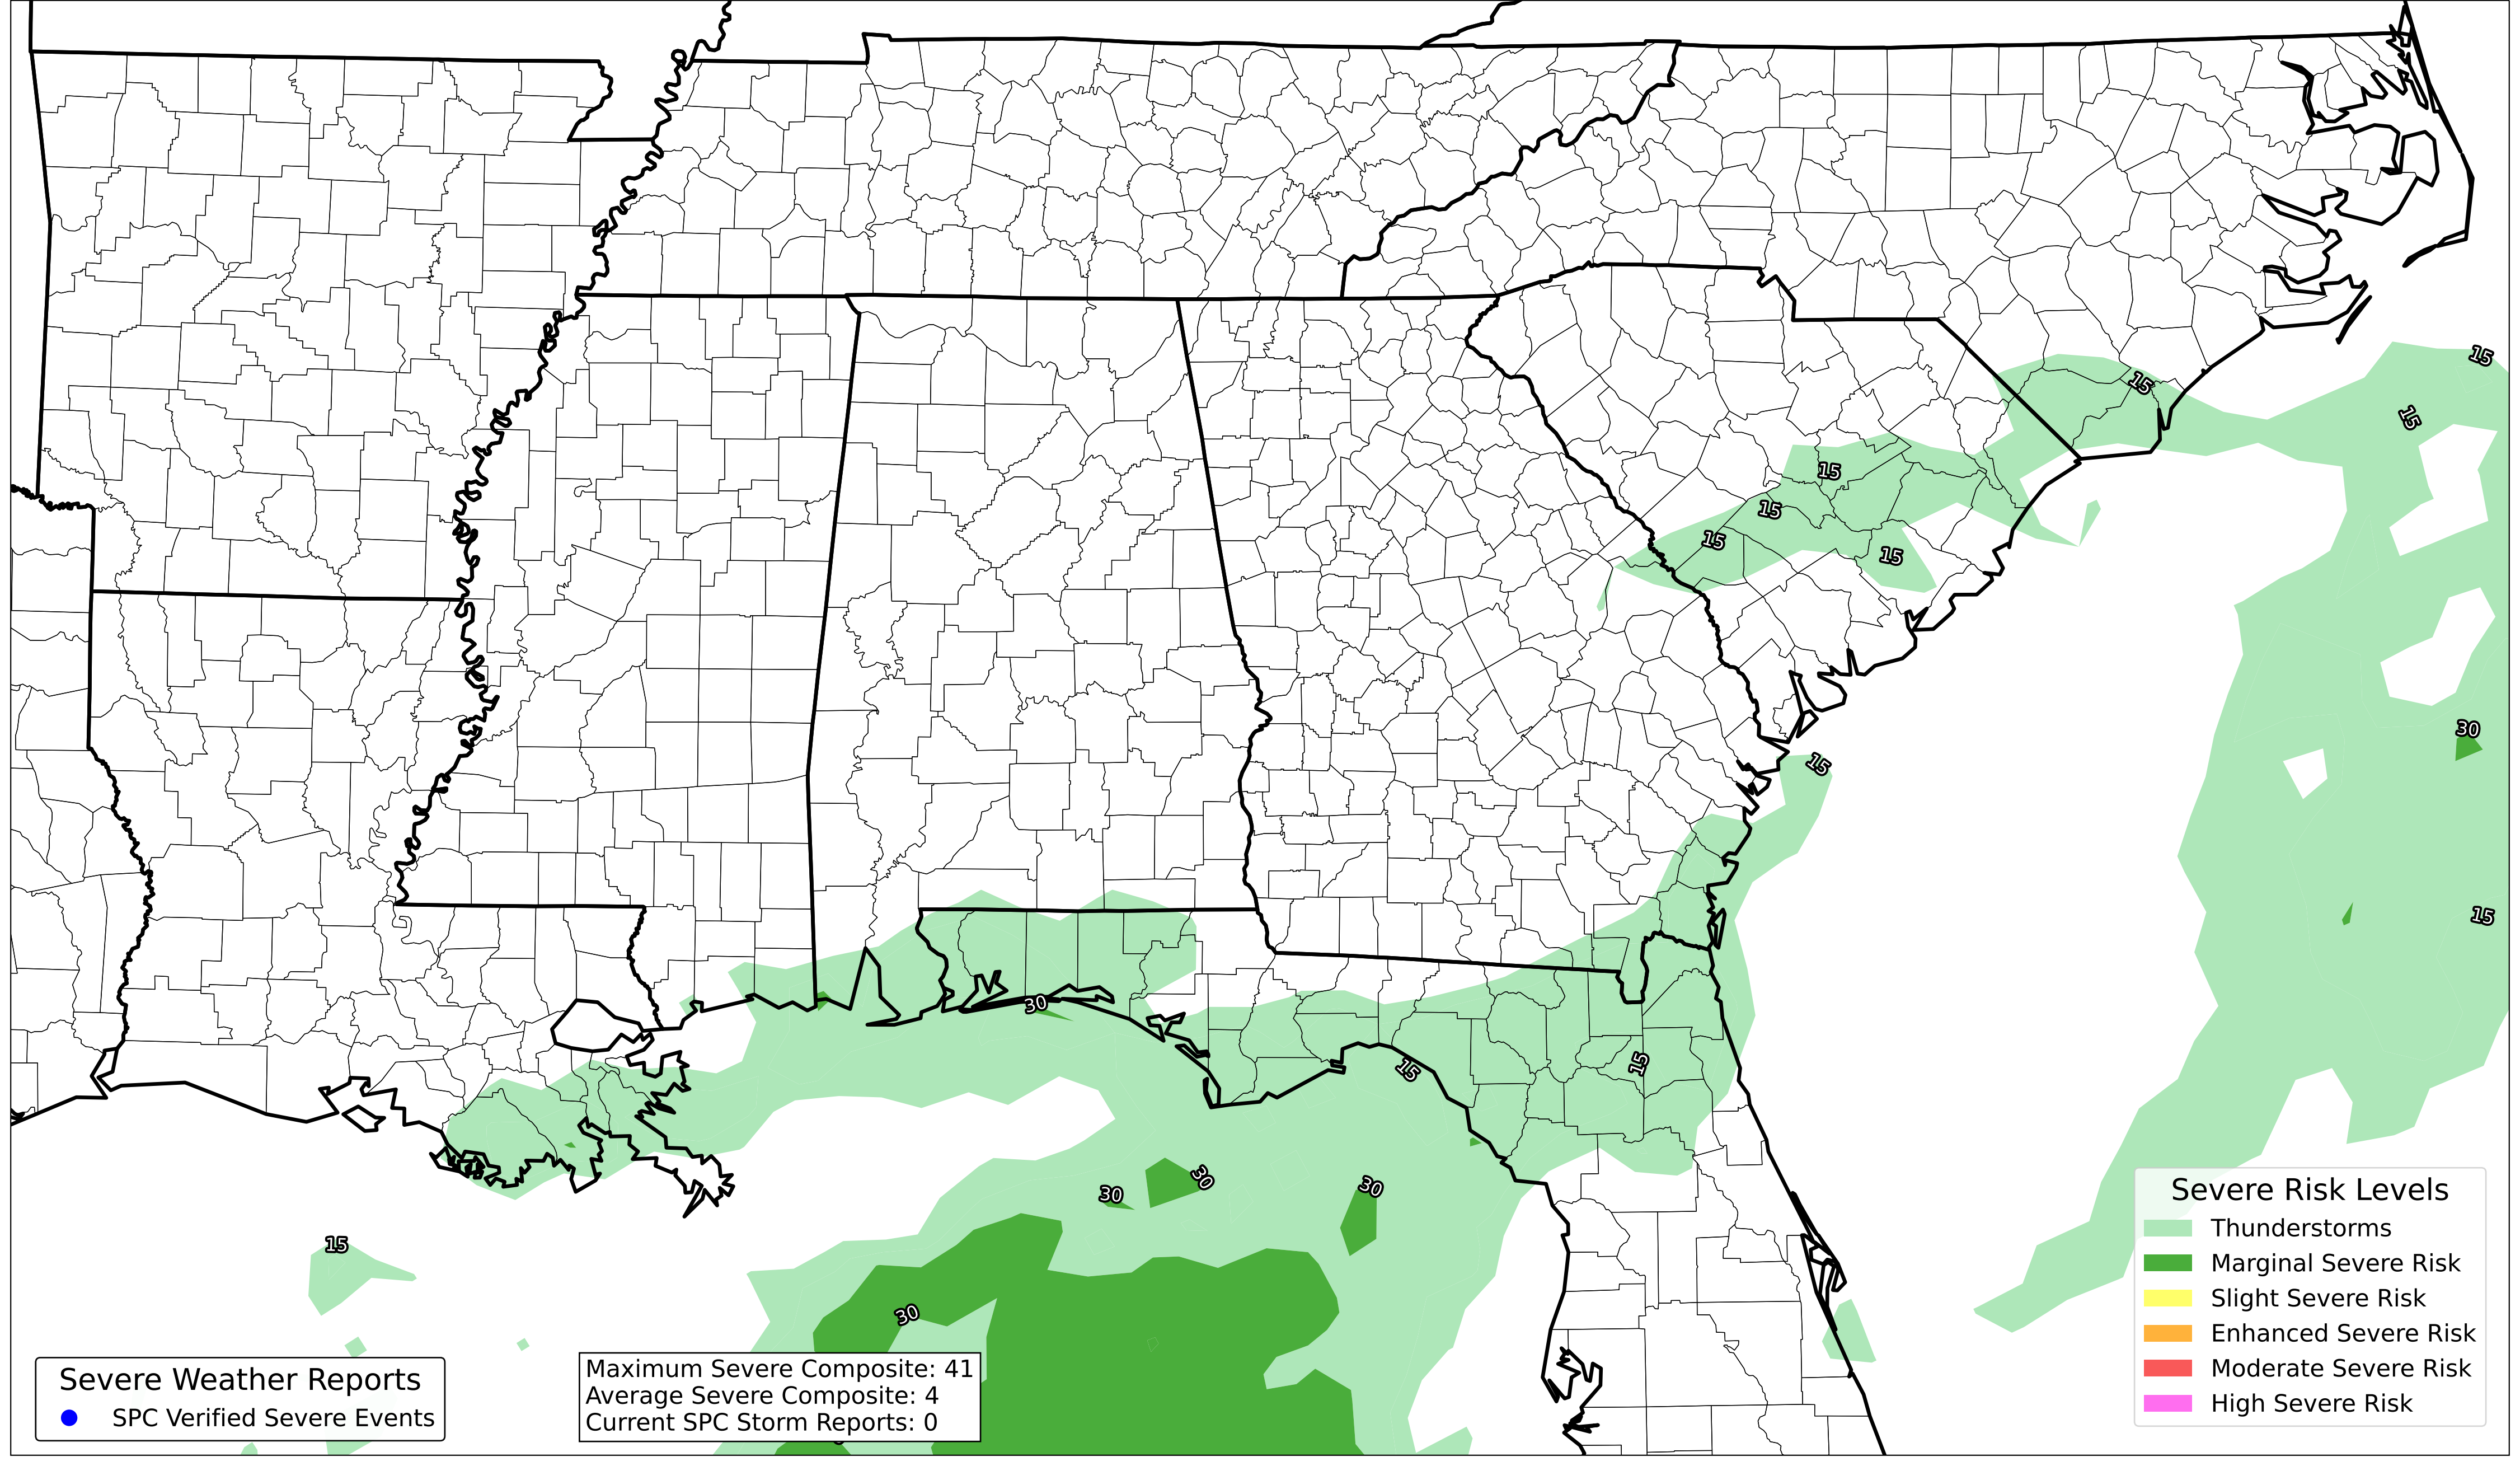 15
15
15
15
15
15
15
30
15
15
30
15
15
30
30
30
15
30
Severe Risk Levels
Thunderstorms
Marginal Severe Risk
Slight Severe Risk
Enhanced Severe Risk
Moderate Severe Risk
High Severe Risk
Severe Weather Reports
SPC Verified Severe Events
Maximum Severe Composite: 41
Average Severe Composite: 4
Current SPC Storm Reports: 0